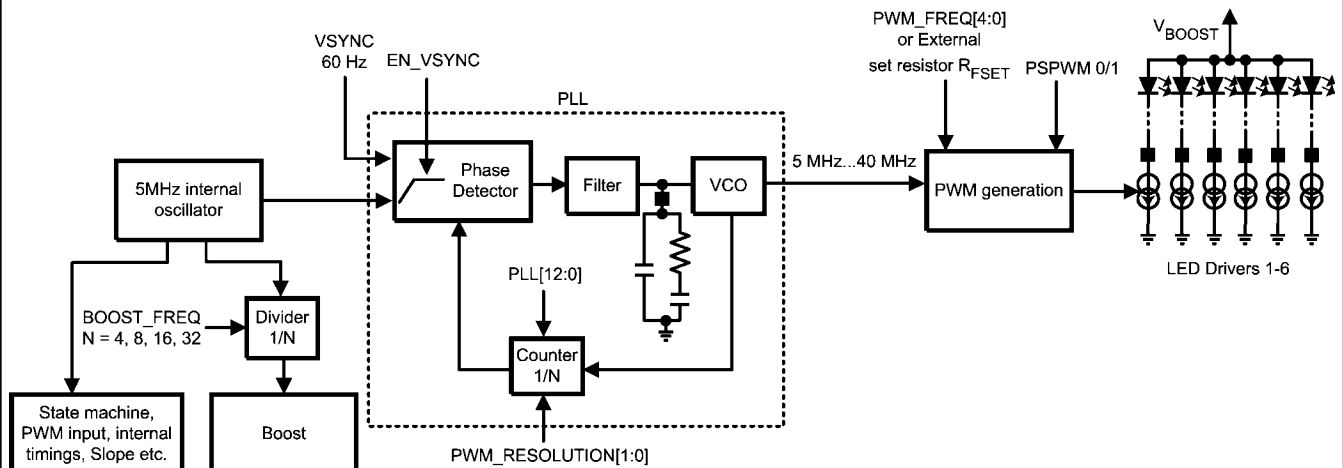 VSYNC
60 Hz
EN_VSYNC
PWM_FREQ[4:0]
or External
set resistor R_FSET
PSPWM 0/1
V_BOOST
PLL
5MHz internal
oscillator
Phase
Detector
Filter
VCO
5 MHz...40 MHz
PWM generation
LED Drivers 1-6
PLL[12:0]
BOOST_FREQ
N = 4, 8, 16, 32
Divider
1/N
Counter
1/N
State machine,
PWM input, internal
timings, Slope etc.
Boost
PWM_RESOLUTION[1:0]